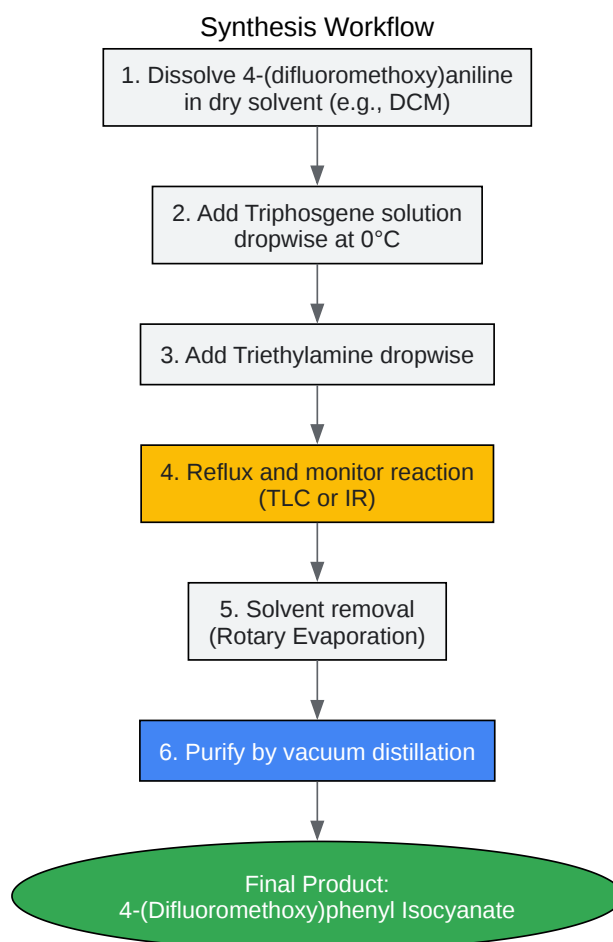 Synthesis Workflow
1. Dissolve 4-(difluoromethoxy)aniline
in dry solvent (e.g., DCM)
2. Add Triphosgene solution
dropwise at 0°C
3. Add Triethylamine dropwise
4. Reflux and monitor reaction
(TLC or IR)
5. Solvent removal
(Rotary Evaporation)
6. Purify by vacuum distillation
Final Product:
4-(Difluoromethoxy)phenyl Isocyanate